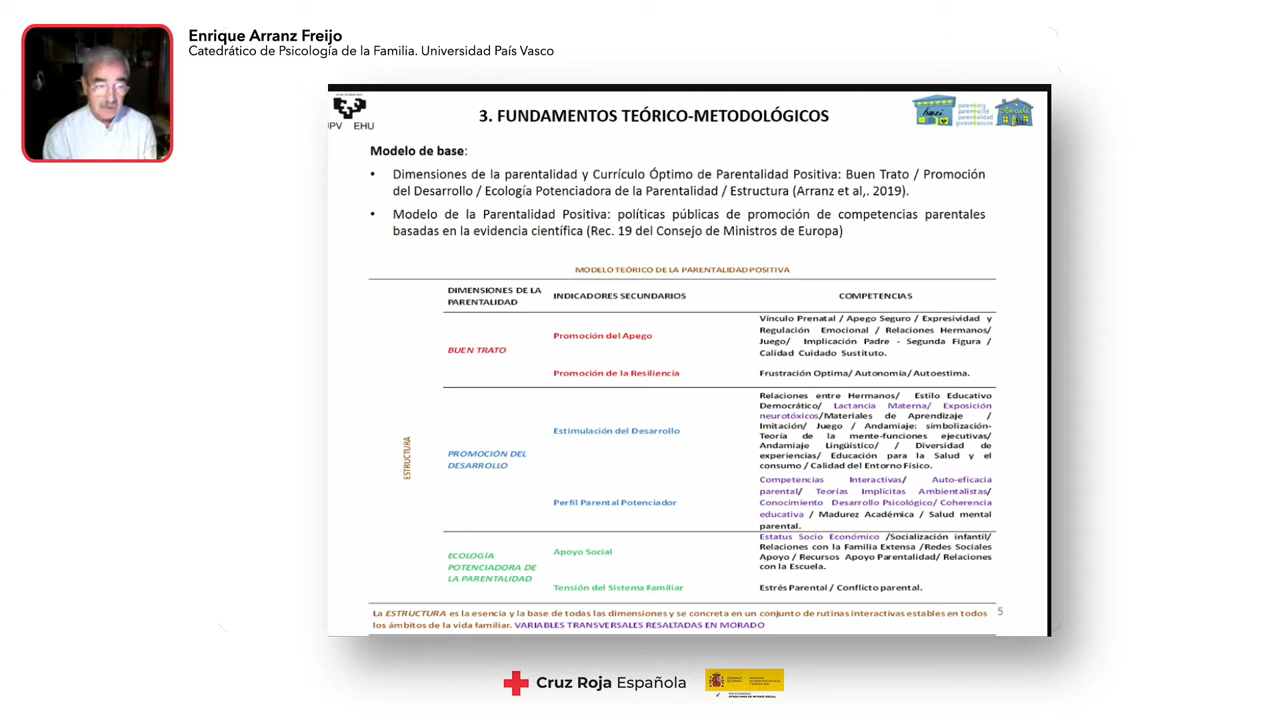 Enrique Arranz Freijo
Catedrático de Psicología de la Familia. Universidad País Vasco
UPV EHU
3. FUNDAMENTOS TEÓRICO-METODOLÓGICOS
hazi
parenting
parentalité
parentalidad
gurasotasuna
Modelo de base:
• Dimensiones de la parentalidad y Currículo Óptimo de Parentalidad Positiva: Buen Trato / Promoción
del Desarrollo / Ecología Potenciadora de la Parentalidad / Estructura (Arranz et al,. 2019).
• Modelo de la Parentalidad Positiva: políticas públicas de promoción de competencias parentales
basadas en la evidencia científica (Rec. 19 del Consejo de Ministros de Europa)
MODELO TEÓRICO DE LA PARENTALIDAD POSITIVA
DIMENSIONES DE LA
PARENTALIDAD
INDICADORES SECUNDARIOS
COMPETENCIAS
ESTRUCTURA
BUEN TRATO
Promoción del Apego
Vínculo Prenatal / Apego Seguro / Expresividad y
Regulación Emocional / Relaciones Hermanos/
Juego/ Implicación Padre - Segunda Figura /
Calidad Cuidado Sustituto.
Promoción de la Resiliencia
Frustración Optima/ Autonomía/ Autoestima.
PROMOCIÓN DEL
DESARROLLO
Estimulación del Desarrollo
Relaciones entre Hermanos/ Estilo Educativo
Democrático/ Lactancia Materna/ Exposición
neurotóxicos/Materiales de Aprendizaje /
Imitación/ Juego / Andamiaje: simbolización-
Teoría de la mente-funciones ejecutivas/
Andamiaje Lingüístico/ / Diversidad de
experiencias/ Educación para la Salud y el
consumo / Calidad del Entorno Físico.
Perfil Parental Potenciador
Competencias Interactivas/ Auto-eficacia
parental/ Teorías Implícitas Ambientalistas/
Conocimiento Desarrollo Psicológico/ Coherencia
educativa / Madurez Académica / Salud mental
parental.
ECOLOGÍA
POTENCIADORA DE
LA PARENTALIDAD
Apoyo Social
Estatus Socio Económico /Socialización infantil/
Relaciones con la Familia Extensa /Redes Sociales
Apoyo / Recursos Apoyo Parentalidad/ Relaciones
con la Escuela.
Tensión del Sistema Familiar
Estrés Parental / Conflicto parental.
La ESTRUCTURA es la esencia y la base de todas las dimensiones y se concreta en un conjunto de rutinas interactivas estables en todos
los ámbitos de la vida familiar. VARIABLES TRANSVERSALES RESALTADAS EN MORADO
5
Cruz Roja Española